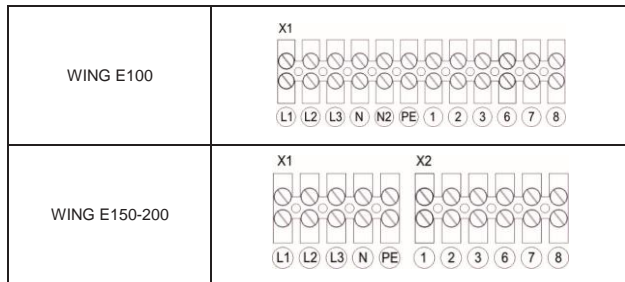 X1
WING E100
L1 L2 L3 N N2 PE 1 2 3 6 7 8
X1 X2
WING E150-200
L1 L2 L3 N PE 1 2 3 6 7 8